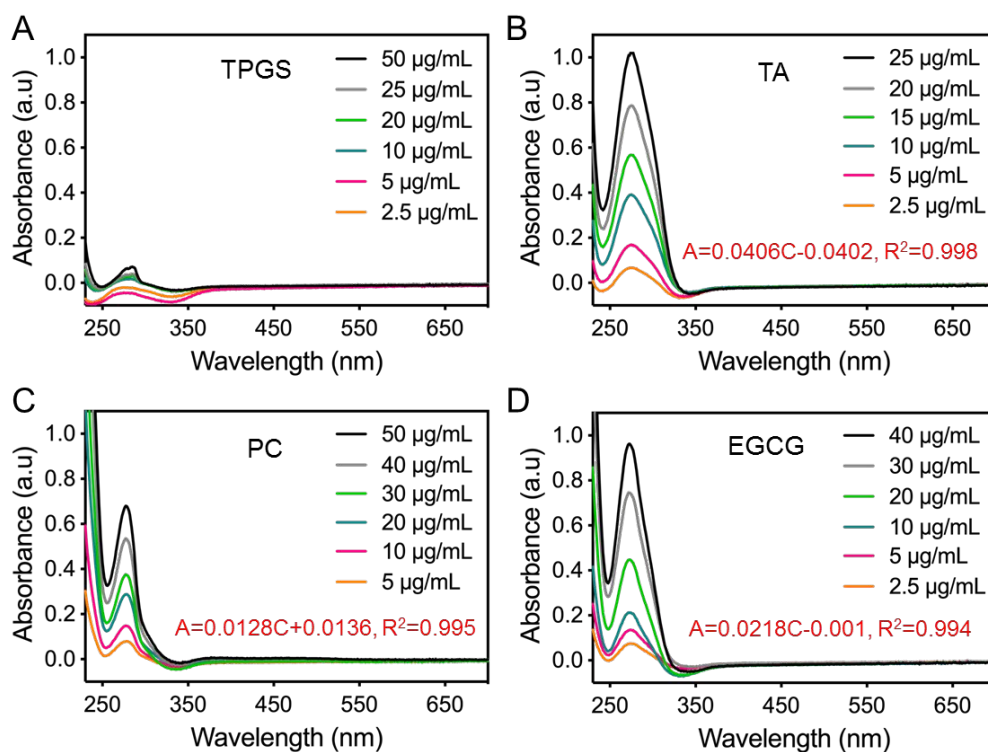 A
TPGS
50 µg/mL
25 µg/mL
20 µg/mL
10 µg/mL
5 µg/mL
2.5 µg/mL
1.0
0.8
0.6
0.4
0.2
0.0
Absorbance (a.u)
250 350 450 550 650
Wavelength (nm)
B
TA
25 µg/mL
20 µg/mL
15 µg/mL
10 µg/mL
5 µg/mL
2.5 µg/mL
A=0.0406C-0.0402, R²=0.998
1.0
0.8
0.6
0.4
0.2
0.0
Absorbance (a.u)
250 350 450 550 650
Wavelength (nm)
C
PC
50 µg/mL
40 µg/mL
30 µg/mL
20 µg/mL
10 µg/mL
5 µg/mL
A=0.0128C+0.0136, R²=0.995
1.0
0.8
0.6
0.4
0.2
0.0
Absorbance (a.u)
250 350 450 550 650
Wavelength (nm)
D
EGCG
40 µg/mL
30 µg/mL
20 µg/mL
10 µg/mL
5 µg/mL
2.5 µg/mL
A=0.0218C-0.001, R²=0.994
1.0
0.8
0.6
0.4
0.2
0.0
Absorbance (a.u)
250 350 450 550 650
Wavelength (nm)